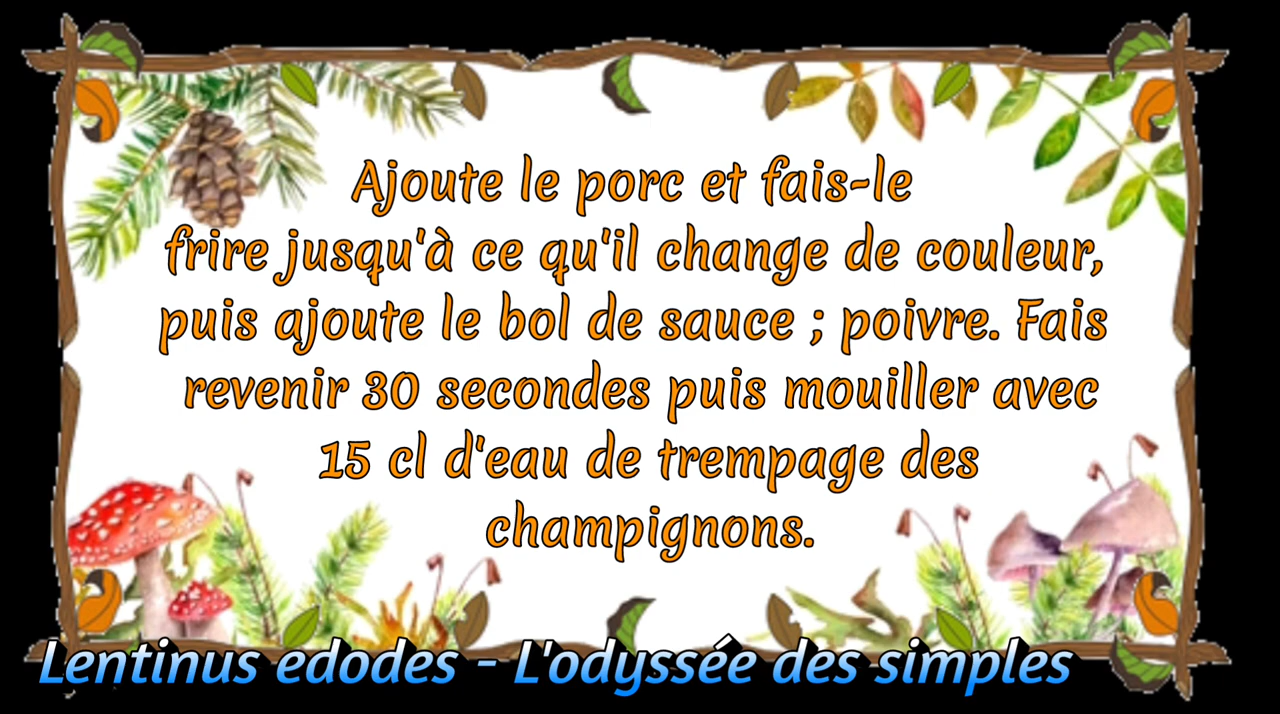 Ajoute le porc et fais-le
frire jusqu'à ce qu'il change de couleur,
puis ajoute le bol de sauce ; poivre. Fais
revenir 30 secondes puis mouiller avec
15 cl d'eau de trempage des
champignons.
Lentinus edodes - L'odyssée des simples